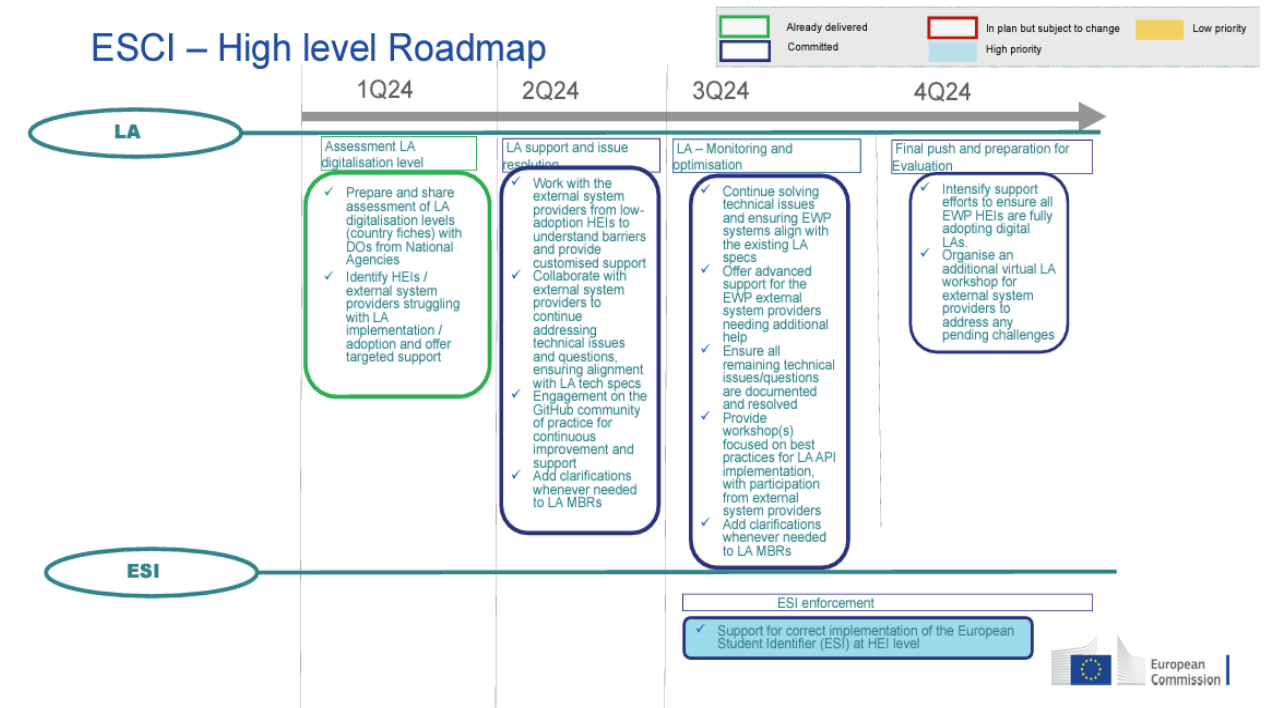 ESCI – High level Roadmap
Already delivered
In plan but subject to change
Low priority
Committed
High priority
1Q24
2Q24
3Q24
4Q24
LA
Assessment LA
digitalisation level
✓ Prepare and share
assessment of LA
digitalisation levels
(country fiches) with
DOs from National
Agencies
✓ Identify HEIs /
external system
providers struggling
with LA
implementation /
adoption and offer
targeted support
LA support and issue
resolution
✓ Work with the
external system
providers from low-
adoption HEIs to
understand barriers
and provide
customised support
✓ Collaborate with
external system
providers to
continue
addressing
technical issues
and questions,
ensuring alignment
with LA tech specs
✓ Engagement on the
GitHub community
of practice for
continuous
improvement and
support
✓ Add clarifications
whenever needed
to LA MBRs
LA – Monitoring and
optimisation
✓ Continue solving
technical issues
and ensuring EWP
systems align with
the existing LA
specs
✓ Offer advanced
support for the
EWP external
system providers
needing additional
help
✓ Ensure all
remaining technical
issues/questions
are documented
and resolved
✓ Provide
workshop(s)
focused on best
practices for LA API
implementation,
with participation
from external
system providers
✓ Add clarifications
whenever needed
to LA MBRs
Final push and preparation for
Evaluation
✓ Intensify support
efforts to ensure all
EWP HEIs are fully
adopting digital
LAs.
✓ Organise an
additional virtual LA
workshop for
external system
providers to
address any
pending challenges
ESI
ESI enforcement
✓ Support for correct implementation of the European
Student Identifier (ESI) at HEI level
European
Commission